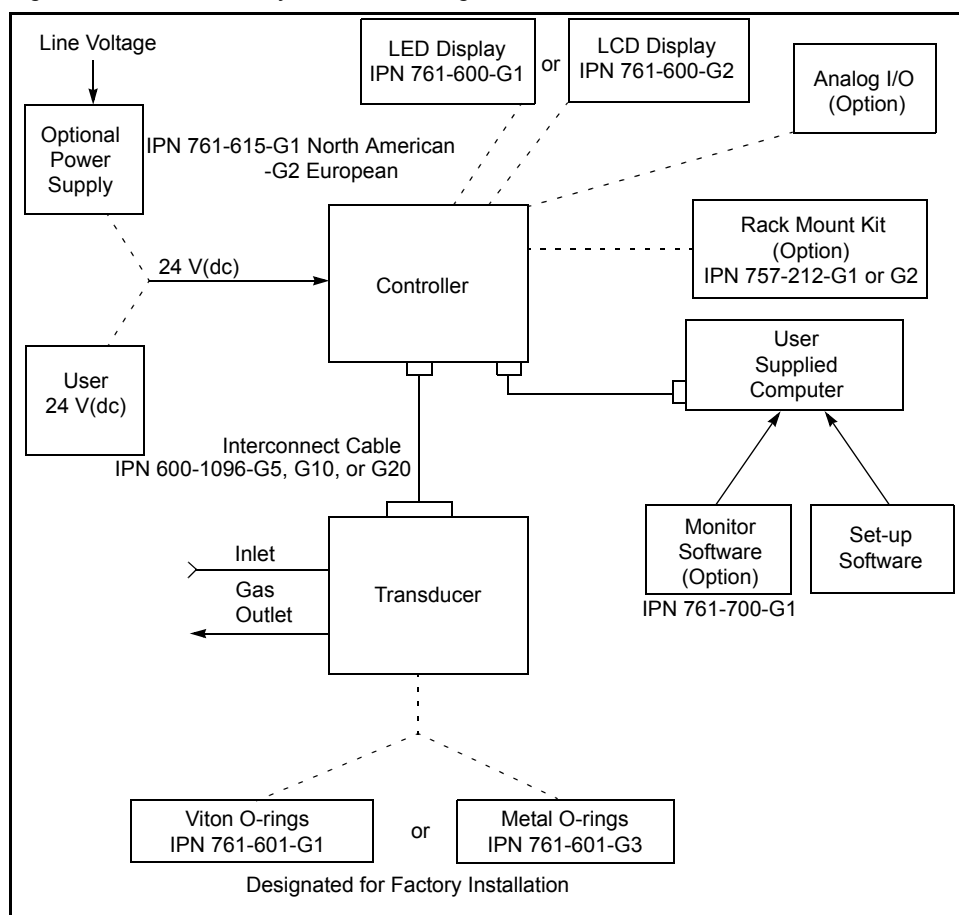 Line Voltage
LED Display
IPN 761-600-G1
or
LCD Display
IPN 761-600-G2
Analog I/O
(Option)
Optional
Power
Supply
IPN 761-615-G1 North American
-G2 European
Rack Mount Kit
(Option)
IPN 757-212-G1 or G2
24 V(dc)
Controller
User
24 V(dc)
User
Supplied
Computer
Interconnect Cable
IPN 600-1096-G5, G10, or G20
Monitor
Software
(Option)
IPN 761-700-G1
Set-up
Software
Inlet
Gas
Outlet
Transducer
Viton O-rings
IPN 761-601-G1
or
Metal O-rings
IPN 761-601-G3
Designated for Factory Installation